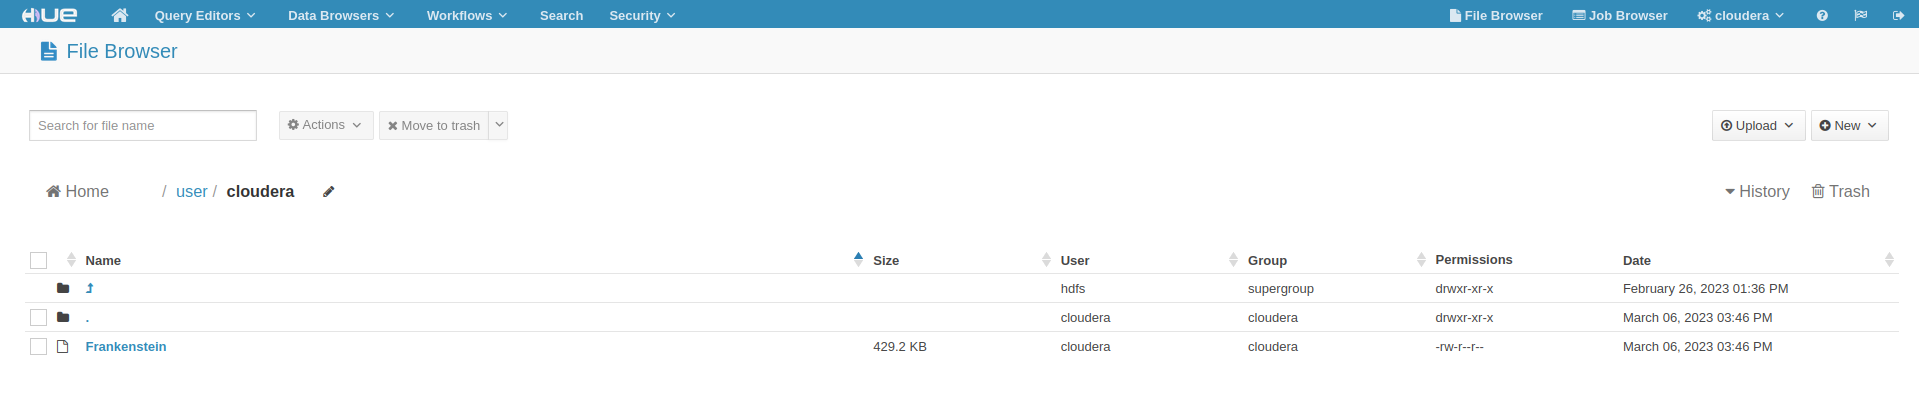 HUE Query Editors Data Browsers Workflows Search Security File Browser Job Browser cloudera
File Browser
Search for file name Actions Move to trash Upload New
Home / user / cloudera History Trash
Name Size User Group Permissions Date
hdfs supergroup drwxr-xr-x February 26, 2023 01:36 PM
. cloudera cloudera drwxr-xr-x March 06, 2023 03:46 PM
Frankenstein 429.2 KB cloudera cloudera -rw-r--r-- March 06, 2023 03:46 PM